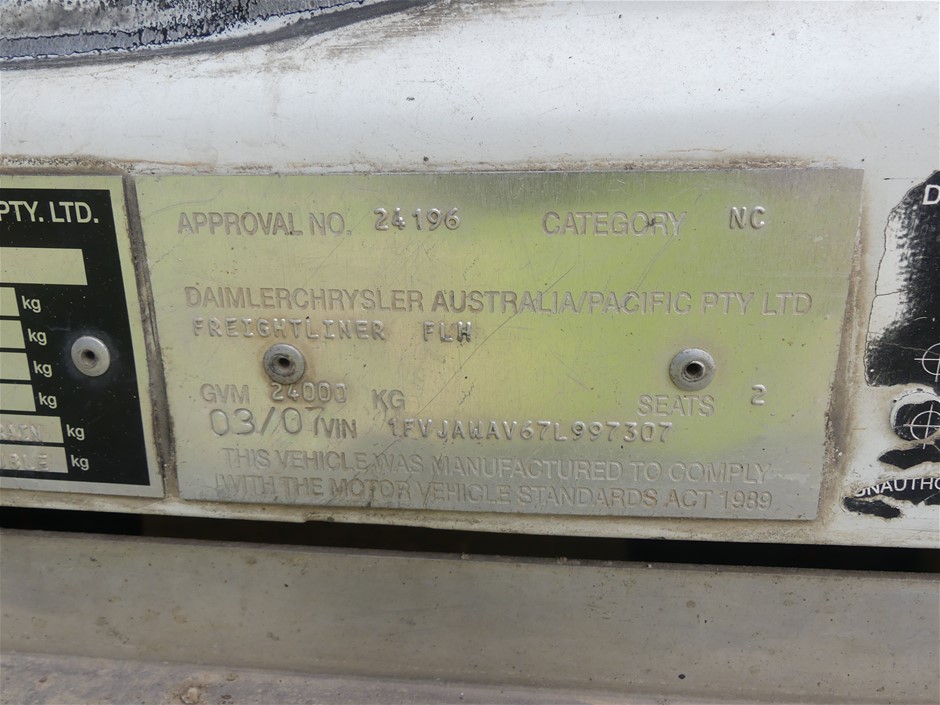 PTY. LTD.
kg
kg
kg
kg
kg
kg
APPROVAL NO. 24196 CATEGORY NC
DAIMLERCHRYSLER AUSTRALIA/PACIFIC PTY LTD
FREIGHTLINER FLH
GVM 24000 KG SEATS 2
03/07 VIN 1FVJAWAV67L997307
THIS VEHICLE WAS MANUFACTURED TO COMPLY
WITH THE MOTOR VEHICLE STANDARDS ACT 1989
D